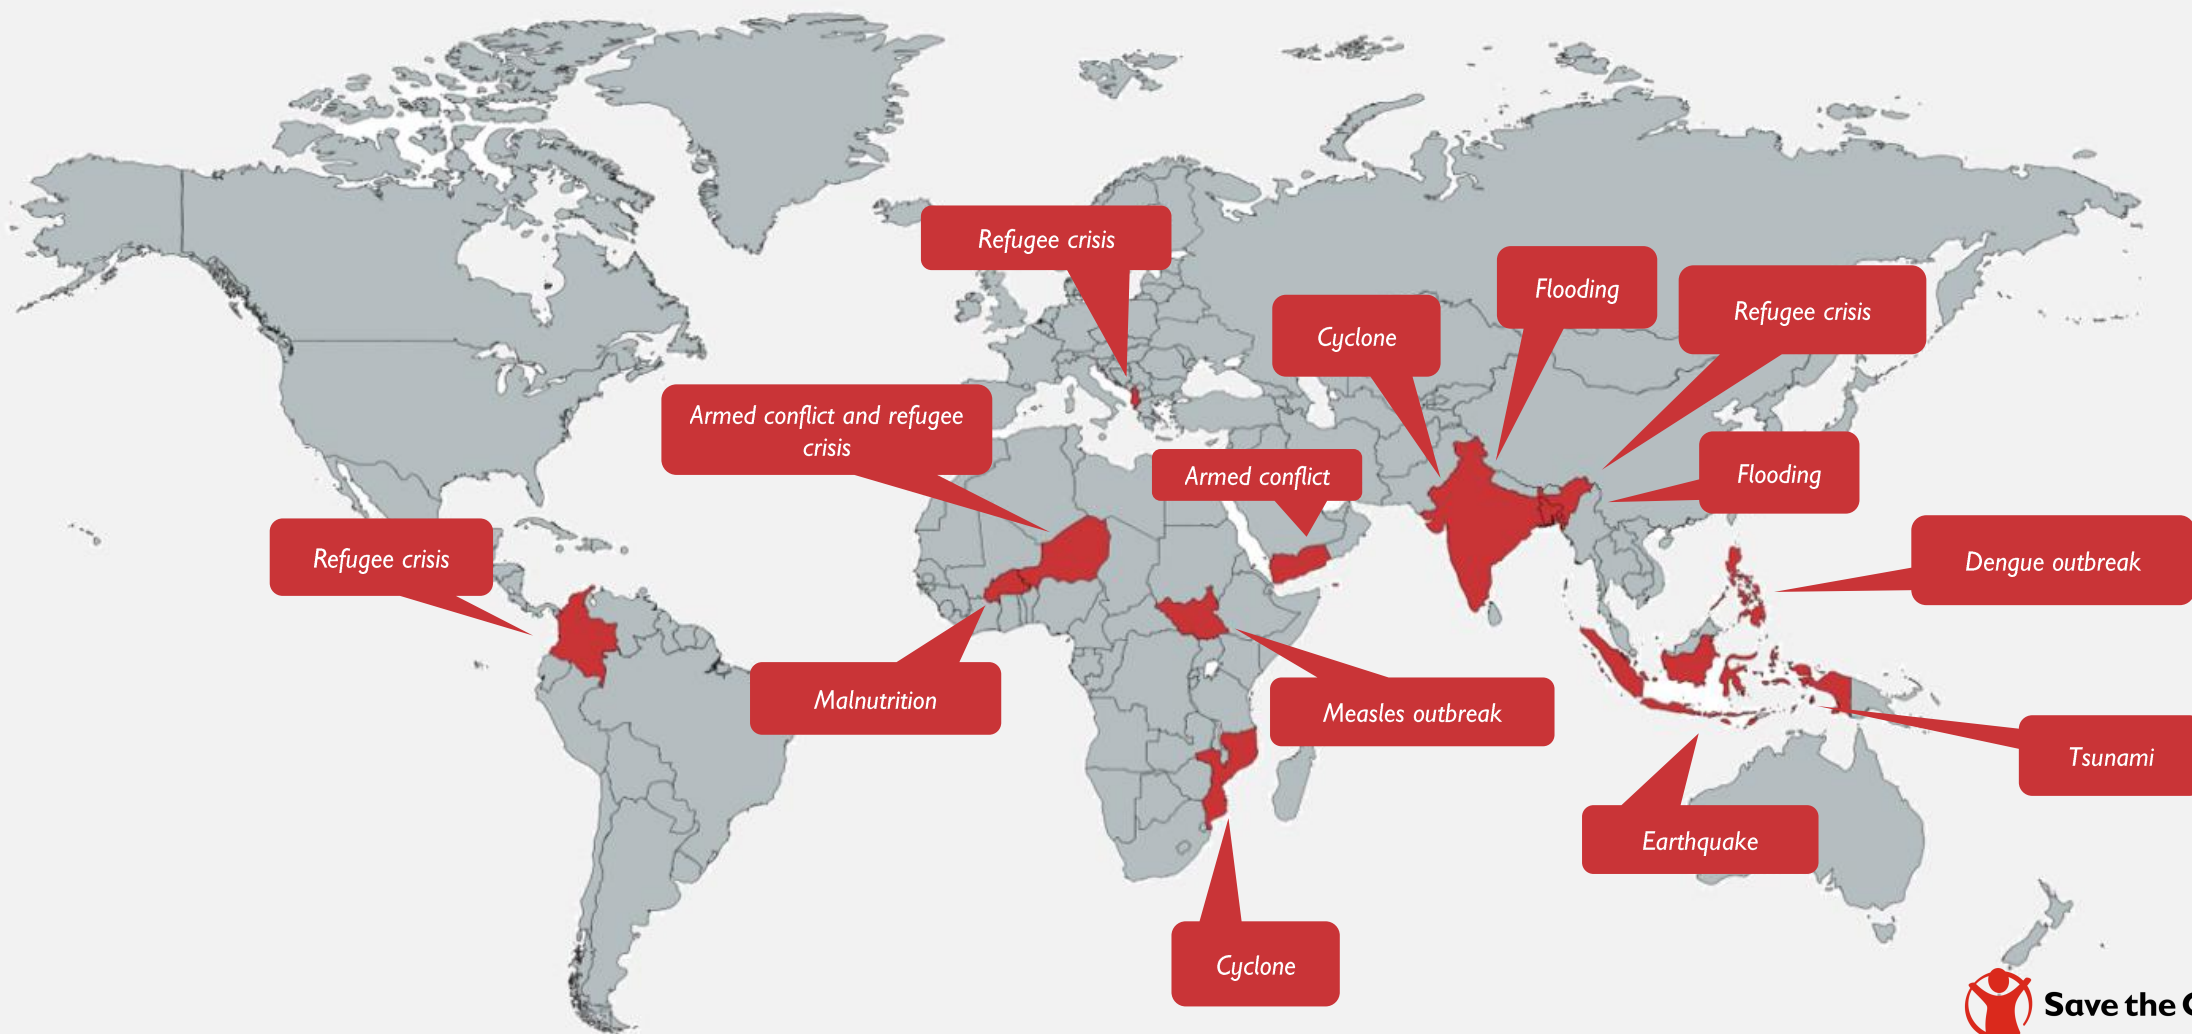 Refugee crisis
Flooding
Refugee crisis
Cyclone
Armed conflict and refugee
crisis
Armed conflict
Flooding
Refugee crisis
Dengue outbreak
Malnutrition
Measles outbreak
Tsunami
Earthquake
Cyclone
Save the